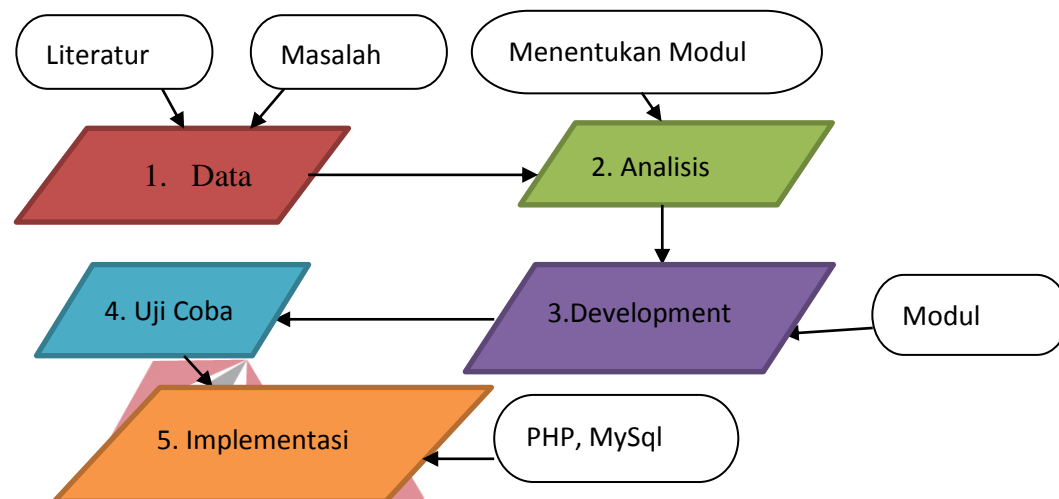 Literatur
Masalah
Menentukan Modul
1. Data
2. Analisis
4. Uji Coba
3.Development
Modul
5. Implementasi
PHP, MySql